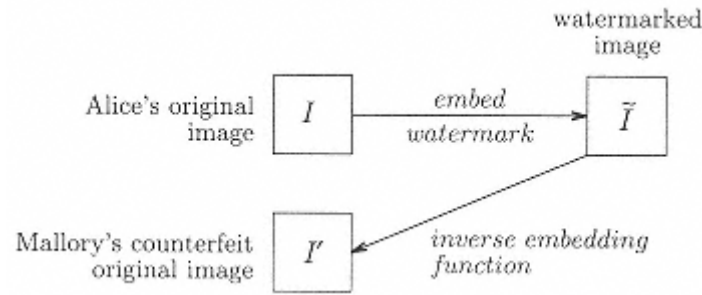 watermarked
image
Alice's original
image
I
embed
watermark
Ĩ
Mallory's counterfeit
original image
I′
inverse embedding
function